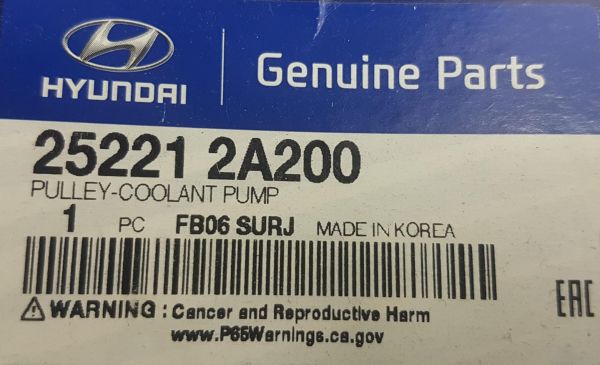 HYUNDAI
Genuine Parts
25221 2A200
PULLEY-COOLANT PUMP
1 PC FB06 SURJ MADE IN KOREA
EAC
WARNING : Cancer and Reproductive Harm
www.P65Warnings.ca.gov